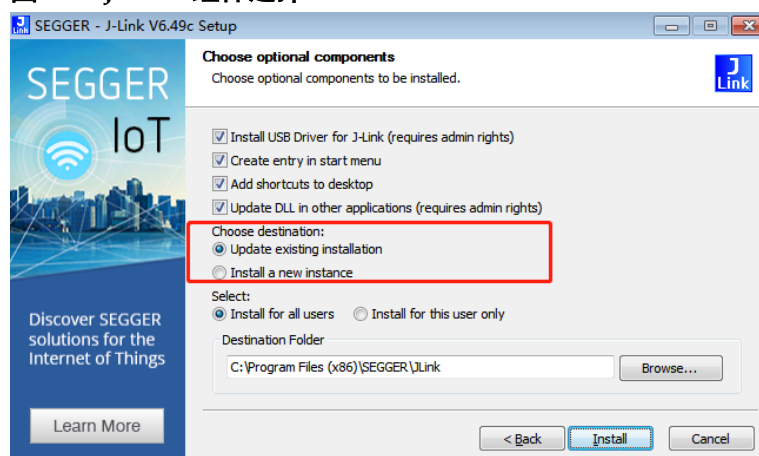 SEGGER - J-Link V6.49c Setup
Choose optional components
Choose optional components to be installed.
J
Link
SEGGER
IoT
Install USB Driver for J-Link (requires admin rights)
Create entry in start menu
Add shortcuts to desktop
Update DLL in other applications (requires admin rights)
Choose destination:
Update existing installation
Install a new instance
Select:
Install for all users Install for this user only
Destination Folder
C:\Program Files (x86)\SEGGER\JLink
Browse...
Discover SEGGER
solutions for the
Internet of Things
Learn More
< Back Install Cancel